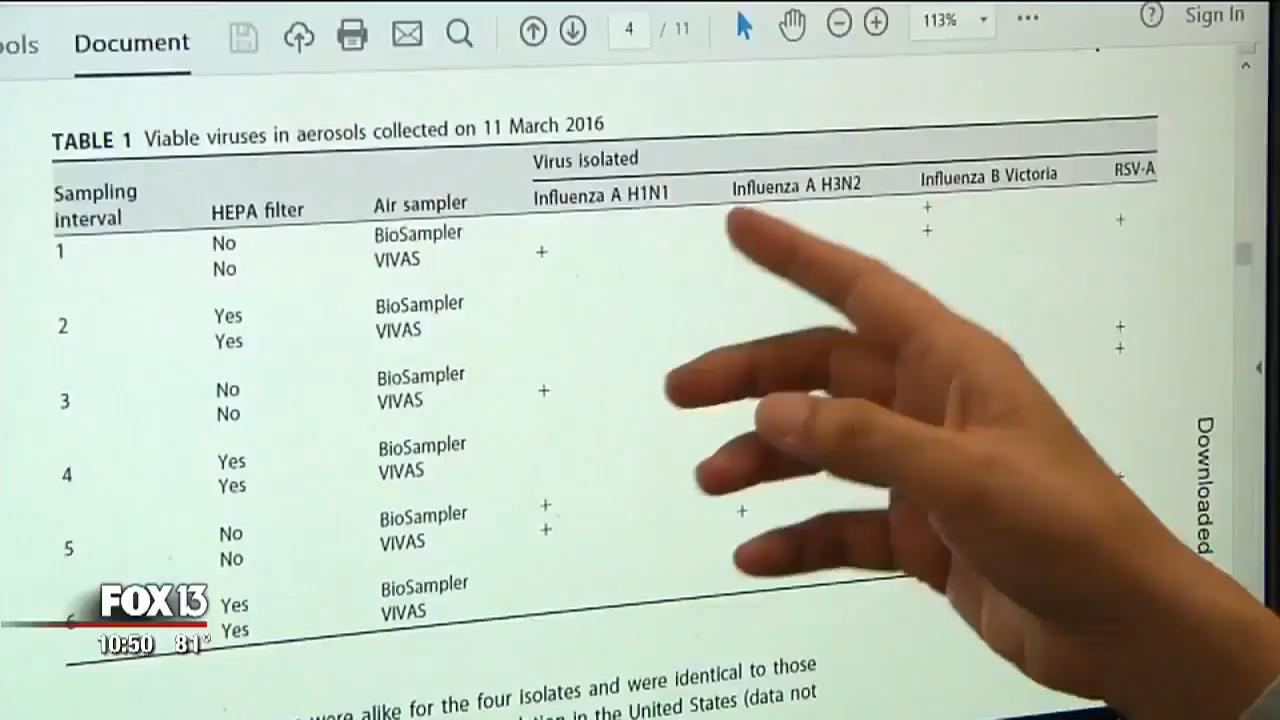 ools Document 4 / 11 113% ... ? Sign In
TABLE 1 Viable viruses in aerosols collected on 11 March 2016
Virus isolated
Sampling interval HEPA filter Air sampler Influenza A H1N1 Influenza A H3N2 Influenza B Victoria RSV-A
1 No BioSampler + +
No VIVAS + +
2 Yes BioSampler
Yes VIVAS
3 No BioSampler +
No VIVAS + +
4 Yes BioSampler
Yes VIVAS
5 No BioSampler + +
No VIVAS + +
6 Yes BioSampler
Yes VIVAS
alike for the four isolates and were identical to those
in the United States (data not
Downloaded
FOX 13
10:50 81°